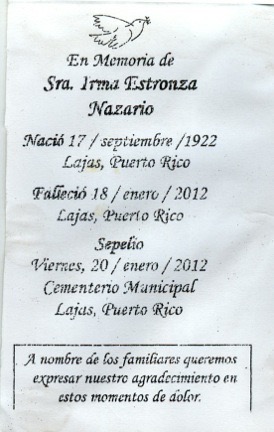 En Memoria de
Sra. Irma Estronza
Nazario
Nació 17 / septiembre /1922
Lajas, Puerto Rico
Falleció 18 / enero / 2012
Lajas, Puerto Rico
Sepelio
Viernes, 20 / enero / 2012
Cementerio Municipal
Lajas, Puerto Rico
A nombre de los familiares queremos
expresar nuestro agradecimiento en
estos momentos de dolor.